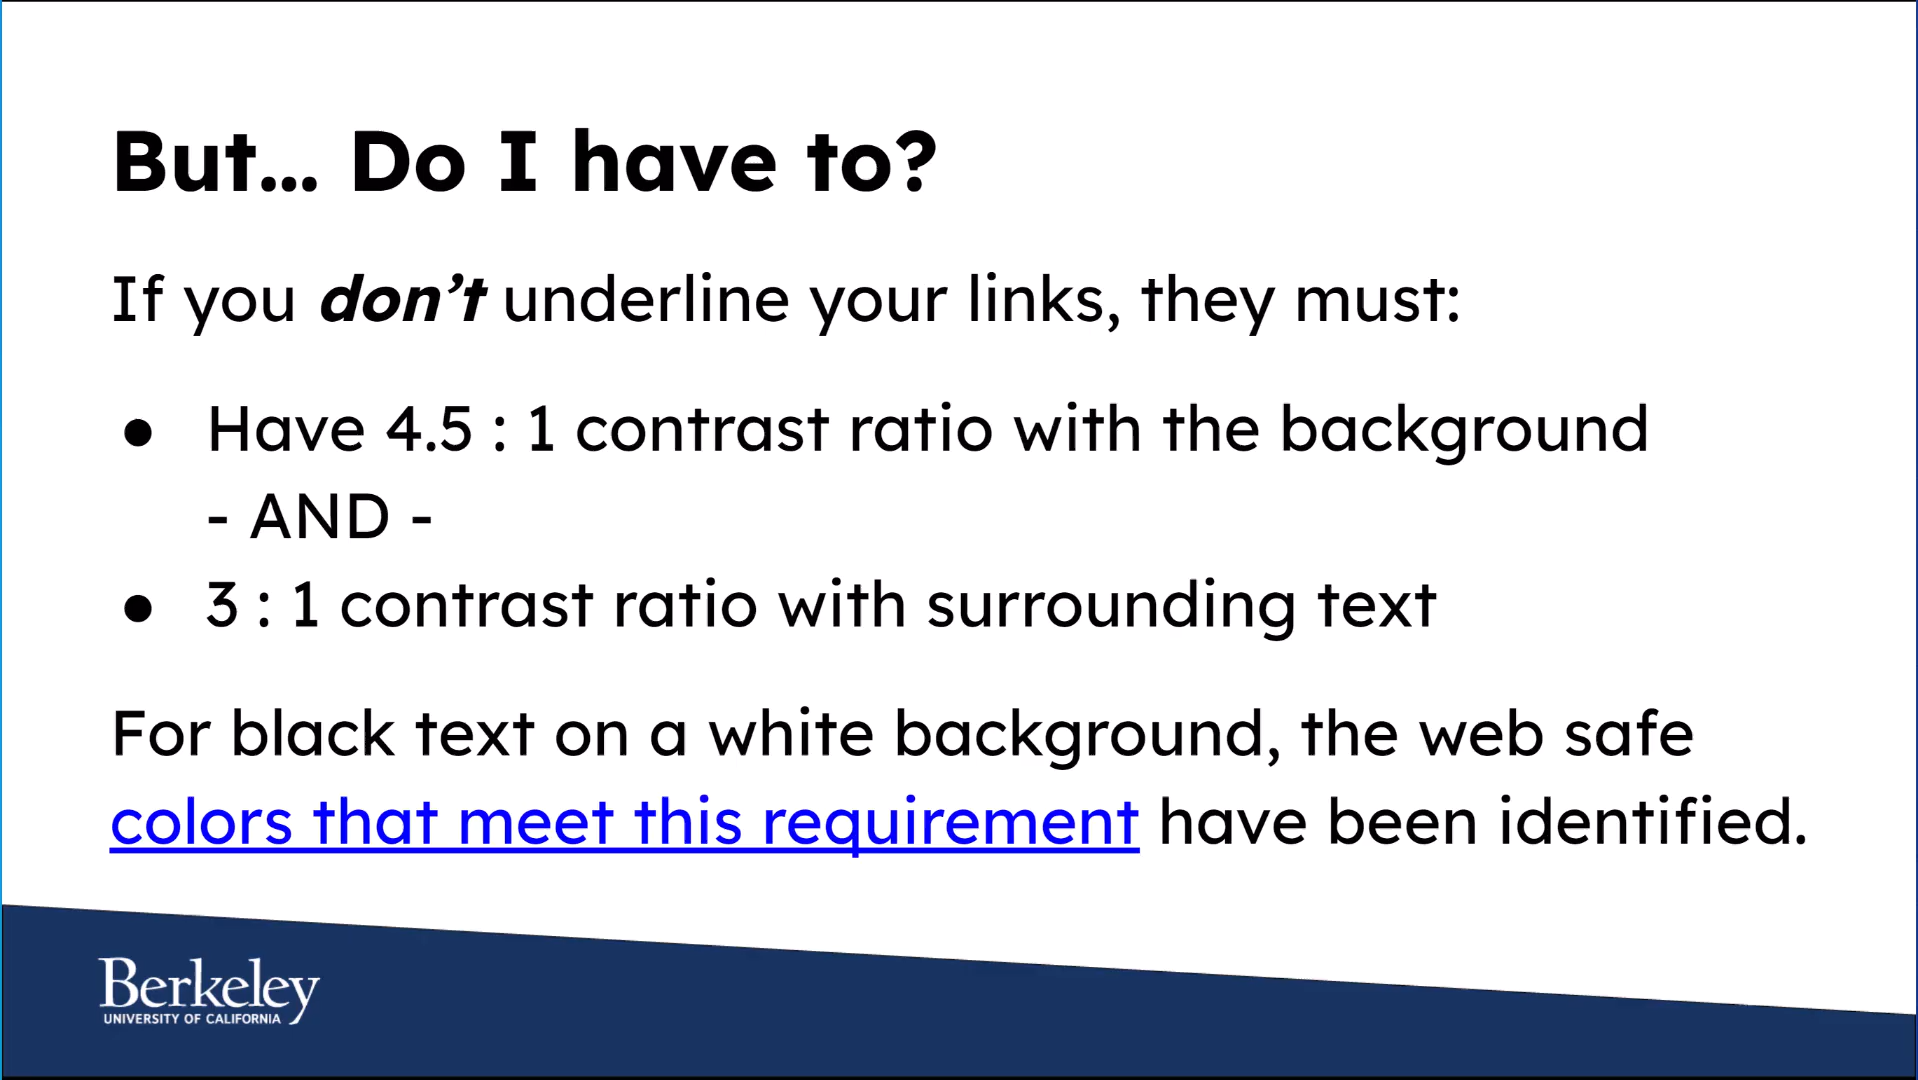 But... Do I have to?
If you don’t underline your links, they must:
● Have 4.5 : 1 contrast ratio with the background
- AND -
● 3 : 1 contrast ratio with surrounding text
For black text on a white background, the web safe
colors that meet this requirement have been identified.
Berkeley
UNIVERSITY OF CALIFORNIA